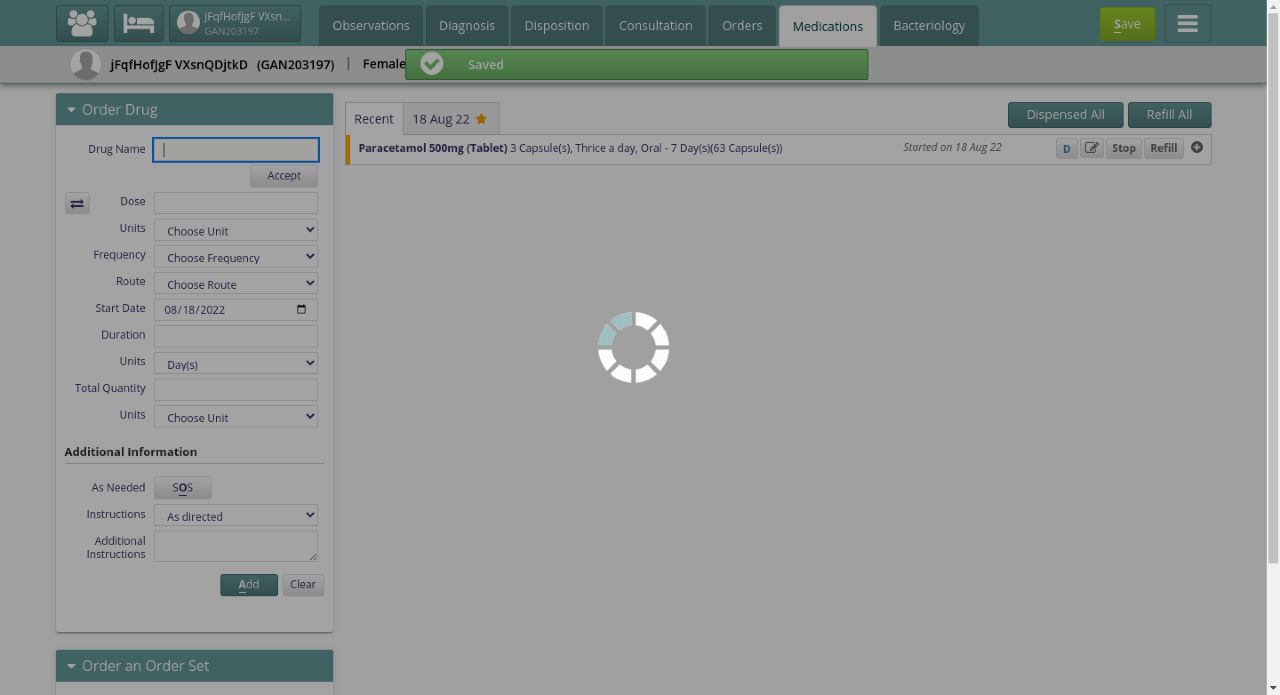 jFqfHofJgF VXsn...
GAN203197
Observations
Diagnosis
Disposition
Consultation
Orders
Medications
Bacteriology
Save
jFqfHofJgF VXsnQDjtkD (GAN203197) | Female
Saved
Order Drug
Drug Name
Accept
Dose
Units Choose Unit
Frequency Choose Frequency
Route Choose Route
Start Date 08/18/2022
Duration
Units Day(s)
Total Quantity
Units Choose Unit
Additional Information
As Needed SOS
Instructions As directed
Additional
Instructions
Add Clear
Order an Order Set
Recent 18 Aug 22
Dispensed All Refill All
Paracetamol 500mg (Tablet) 3 Capsule(s), Thrice a day, Oral - 7 Day(s)(63 Capsule(s)) Started on 18 Aug 22 D Stop Refill